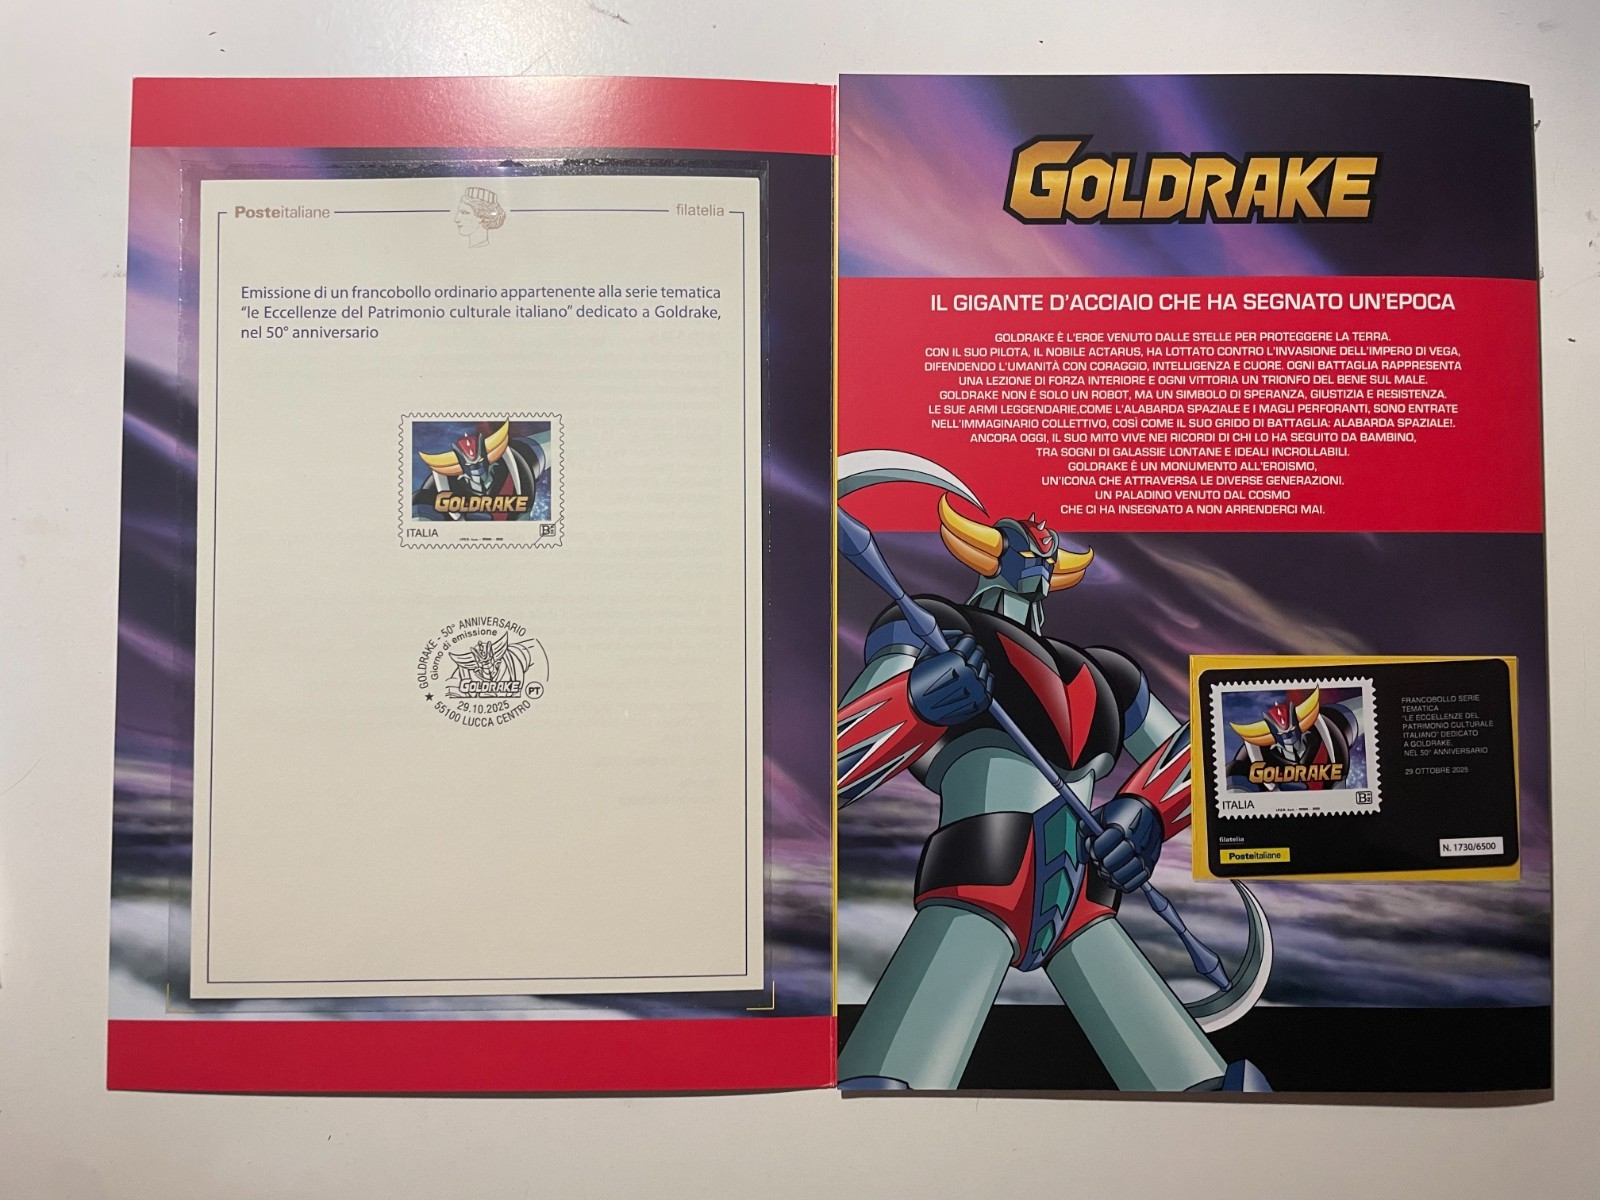 Posteitaliane
filatelia
Emissione di un francobollo ordinario appartenente alla serie tematica
"le Eccellenze del Patrimonio culturale italiano" dedicato a Goldrake,
nel 50° anniversario
GOLDRAKE
ITALIA
B
GOLDRAKE - 50° ANNIVERSARIO
Giorno di emissione
GOLDRAKE
PT
29.10.2025
★ 55100 LUCCA CENTRO
GOLDRAKE
IL GIGANTE D'ACCIAIO CHE HA SEGNATO UN'EPOCA
GOLDRAKE È L'EROE VENUTO DALLE STELLE PER PROTEGGERE LA TERRA.
CON IL SUO PILOTA, IL NOBILE ACTARUS, HA LOTTATO CONTRO L'INVASIONE DELL'IMPERO DI VEGA,
DIFENDENDO L'UMANITÀ CON CORAGGIO, INTELLIGENZA E CUORE. OGNI BATTAGLIA RAPPRESENTA
UNA LEZIONE DI FORZA INTERIORE E OGNI VITTORIA UN TRIONFO DEL BENE SUL MALE.
GOLDRAKE NON È SOLO UN ROBOT, MA UN SIMBOLO DI SPERANZA, GIUSTIZIA E RESISTENZA.
LE SUE ARMI LEGGENDARIE,COME L'ALABARDA SPAZIALE E I MAGLI PERFORANTI, SONO ENTRATE
NELL'IMMAGINARIO COLLETTIVO, COSÌ COME IL SUO GRIDO DI BATTAGLIA: ALABARDA SPAZIALE!.
ANCORA OGGI, IL SUO MITO VIVE NEI RICORDI DI CHI LO HA SEGUITO DA BAMBINO,
TRA SOGNI DI GALASSIE LONTANE E IDEALI INCROLLABILI.
GOLDRAKE È UN MONUMENTO ALL'EROISMO,
UN'ICONA CHE ATTRAVERSA LE DIVERSE GENERAZIONI.
UN PALADINO VENUTO DAL COSMO
CHE CI HA INSEGNATO A NON ARRENDERCI MAI.
GOLDRAKE
ITALIA
B
FRANCOBOLLO SERIE
TEMATICA
"LE ECCELLENZE DEL
PATRIMONIO CULTURALE
ITALIANO" DEDICATO
A GOLDRAKE,
NEL 50° ANNIVERSARIO
29 OTTOBRE 2025
filatelia
Posteitaliane
N. 1730/6500